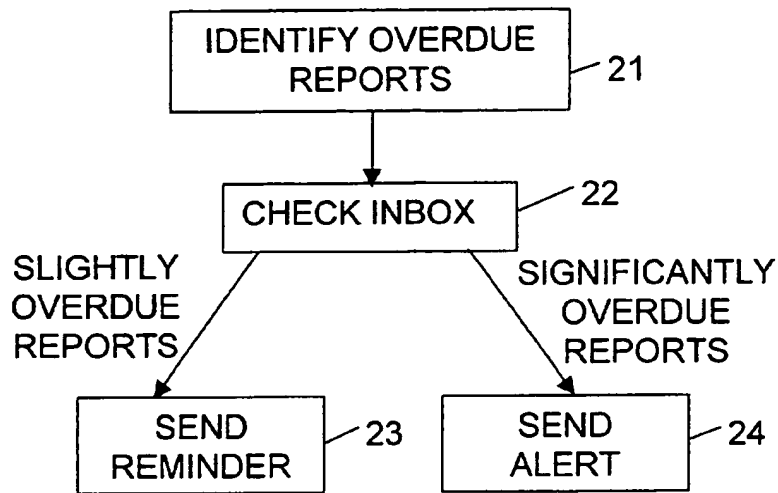 IDENTIFY OVERDUE
REPORTS
21
CHECK INBOX
22
SLIGHTLY
OVERDUE
REPORTS
SIGNIFICANTLY
OVERDUE
REPORTS
SEND
REMINDER
23
SEND
ALERT
24